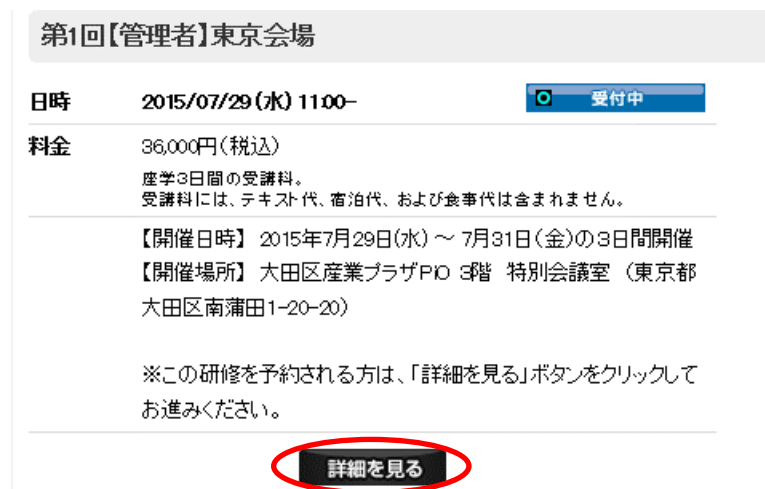 第1回【管理者】東京会場
日時 2015/07/29(水) 11:00- 受付中
料金 36,000円(税込)
座学3日間の受講料。
受講料には、テキスト代、宿泊代、および食事代は含まれません。
【開催日時】 2015年7月29日(水) ～ 7月31日(金)の3日間開催
【開催場所】 大田区産業プラザPIO 3階 特別会議室 (東京都
大田区南蒲田1-20-20)
※この研修を予約される方は、「詳細を見る」ボタンをクリックして
お進みください。
詳細を見る